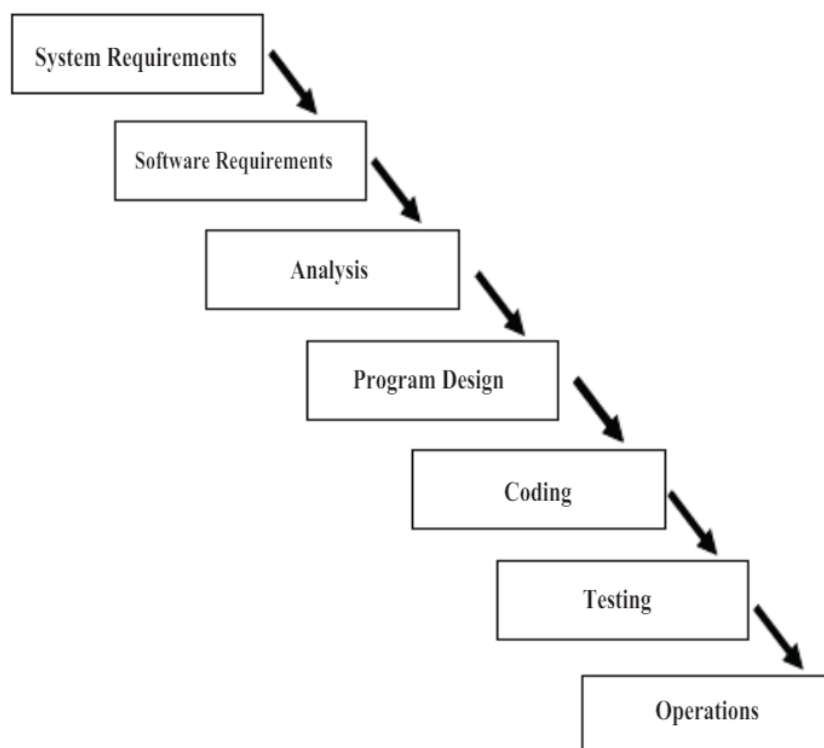 System Requirements
Software Requirements
Analysis
Program Design
Coding
Testing
Operations